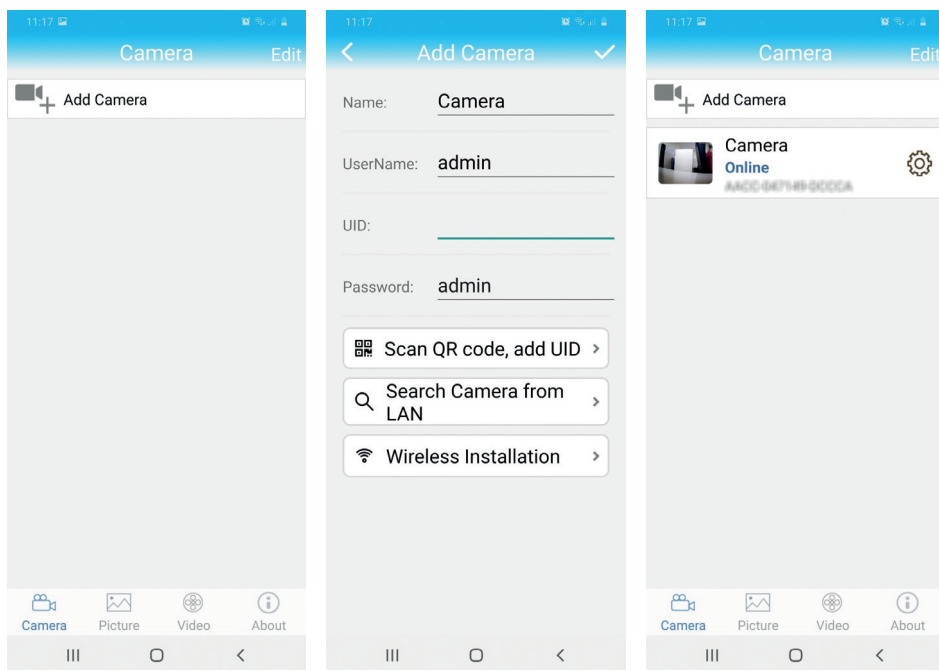 11:17
Camera
Edit
Add Camera
Camera
Picture
Video
About
11:17
Add Camera
Name:
Camera
UserName:
admin
UID:
Password:
admin
Scan QR code, add UID
Search Camera from
LAN
Wireless Installation
11:17
Camera
Edit
Add Camera
Camera
Online
Camera
Picture
Video
About